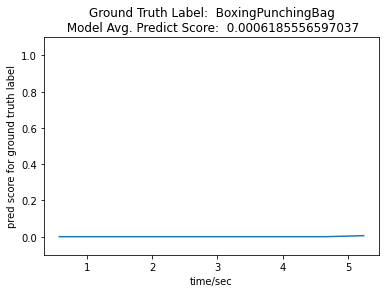 Ground Truth Label:  BoxingPunchingBag
Model Avg. Predict Score:  0.0006185556597037
pred score for ground truth label
1.0
0.8
0.6
0.4
0.2
0.0
1 2 3 4 5
time/sec